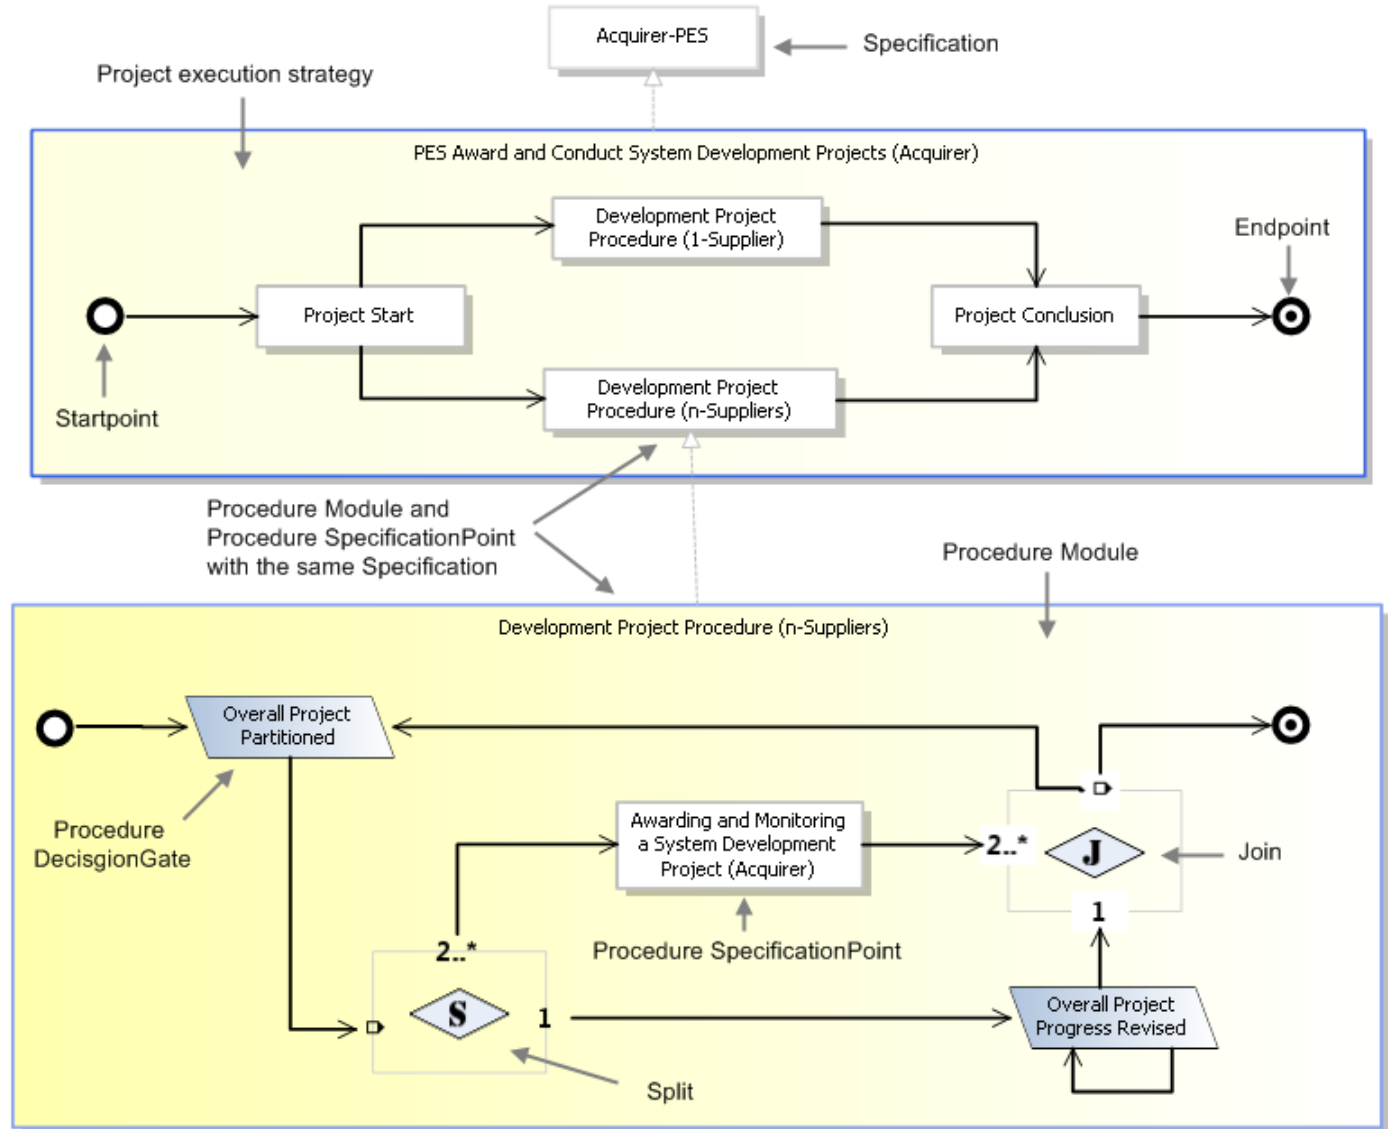 Acquirer-PES
Specification
Project execution strategy
PES Award and Conduct System Development Projects (Acquirer)
Development Project
Procedure (1-Supplier)
Endpoint
Project Start
Project Conclusion
Startpoint
Development Project
Procedure (n-Suppliers)
Procedure Module and
Procedure SpecificationPoint
with the same Specification
Procedure Module
Development Project Procedure (n-Suppliers)
Overall Project
Partitioned
Procedure
DecisgionGate
Awarding and Monitoring
a System Development
Project (Acquirer)
2..*
J
Join
1
Procedure SpecificationPoint
2..*
S
1
Overall Project
Progress Revised
Split